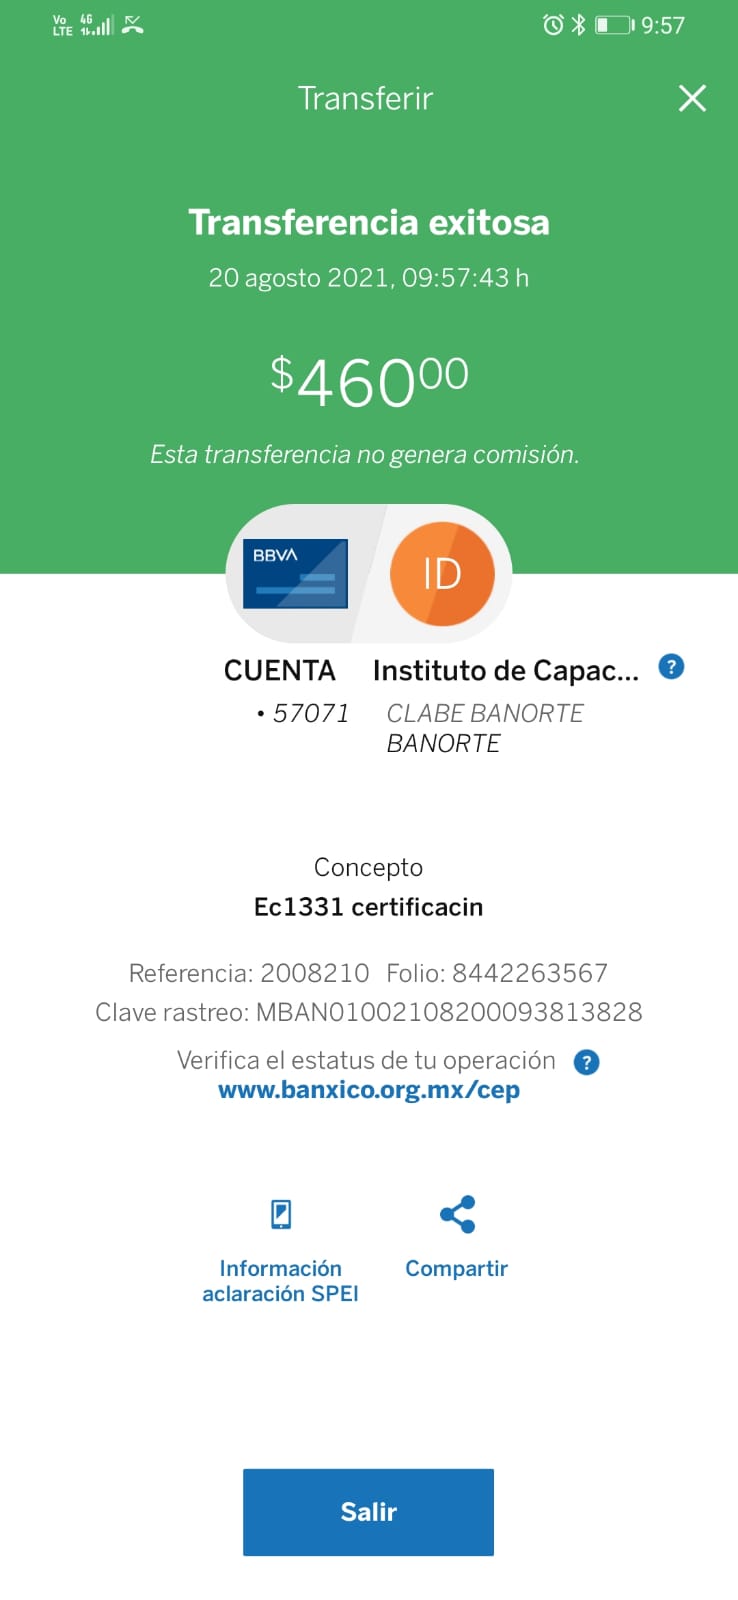 Vo LTE 4G 9:57
Transferir
Transferencia exitosa
20 agosto 2021, 09:57:43 h
$460⁰⁰
Esta transferencia no genera comisión.
BBVA ID
CUENTA Instituto de Capac... ?
• 57071 CLABE BANORTE
BANORTE
Concepto
Ec1331 certificacin
Referencia: 2008210 Folio: 8442263567
Clave rastreo: MBAN01002108200093813828
Verifica el estatus de tu operación ?
www.banxico.org.mx/cep
Información
aclaración SPEI
Compartir
Salir